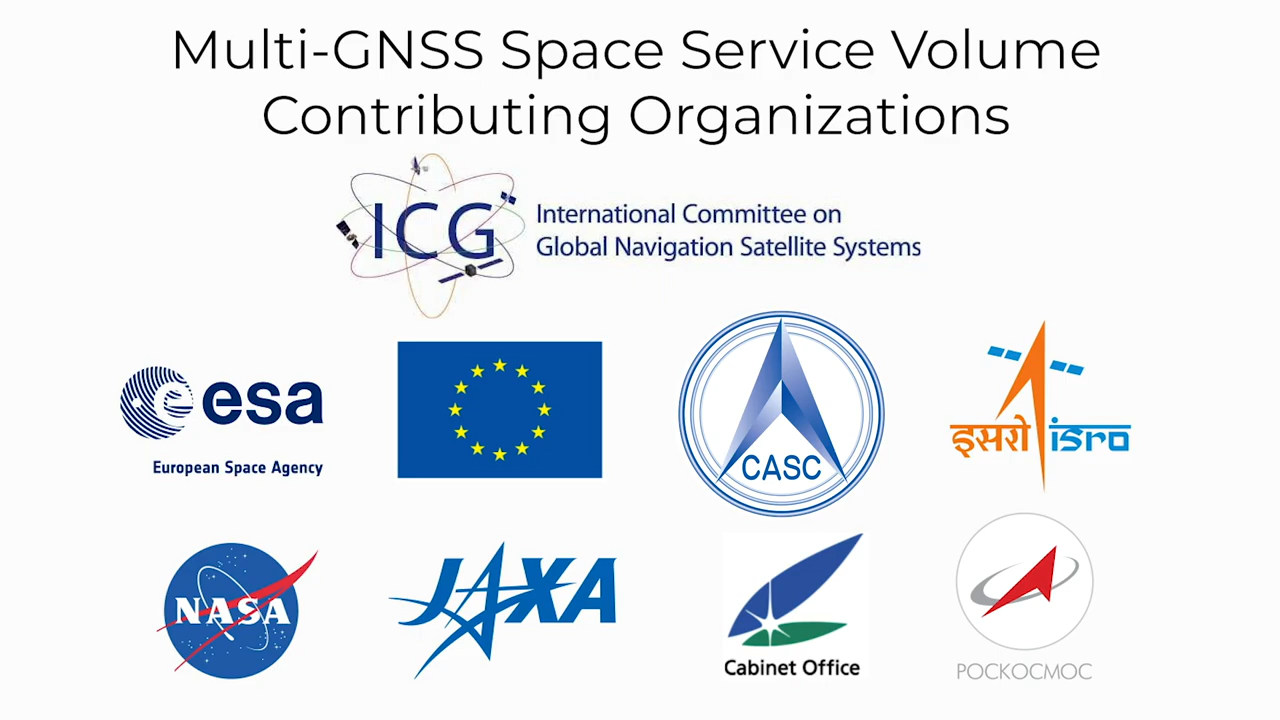 Multi-GNSS Space Service Volume
Contributing Organizations
ICG
International Committee on
Global Navigation Satellite Systems
esa
European Space Agency
CASC
इसरो isro
NASA
JAXA
Cabinet Office
РОСКОСМОС